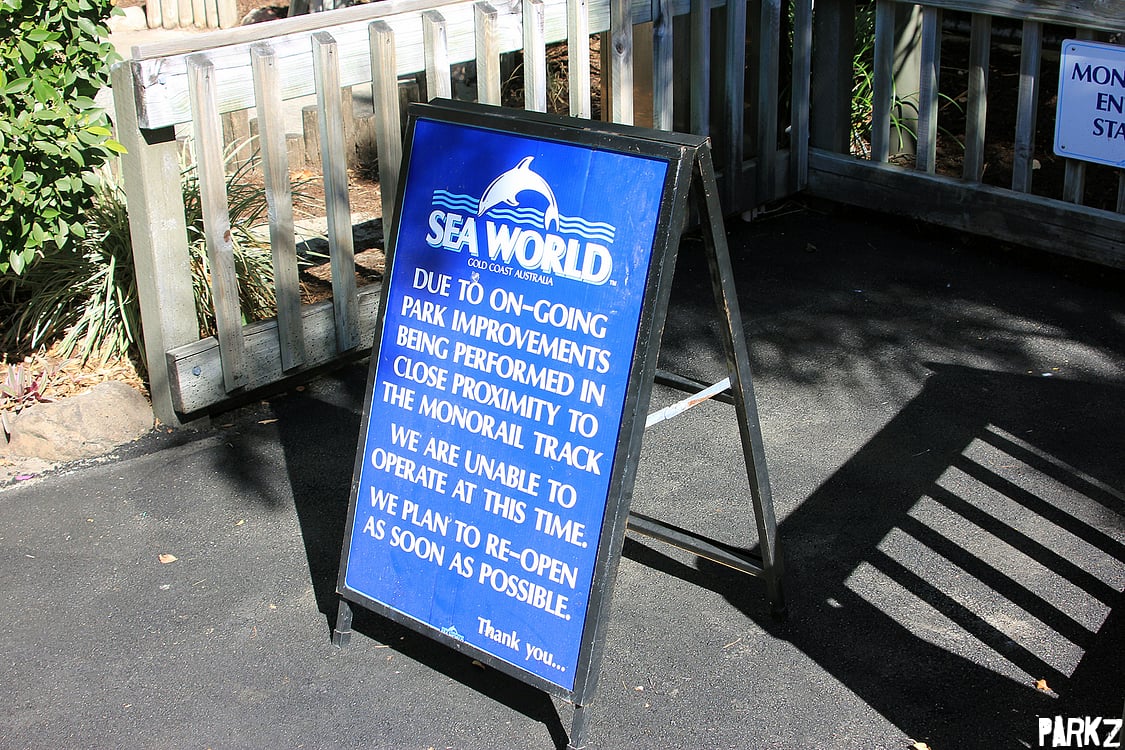 SEA WORLD
GOLD COAST AUSTRALIA
DUE TO ON-GOING
PARK IMPROVEMENTS
BEING PERFORMED IN
CLOSE PROXIMITY TO
THE MONORAIL TRACK
WE ARE UNABLE TO
OPERATE AT THIS TIME.
WE PLAN TO RE-OPEN
AS SOON AS POSSIBLE.
Thank you...
MON
EN
STA
PARKZ